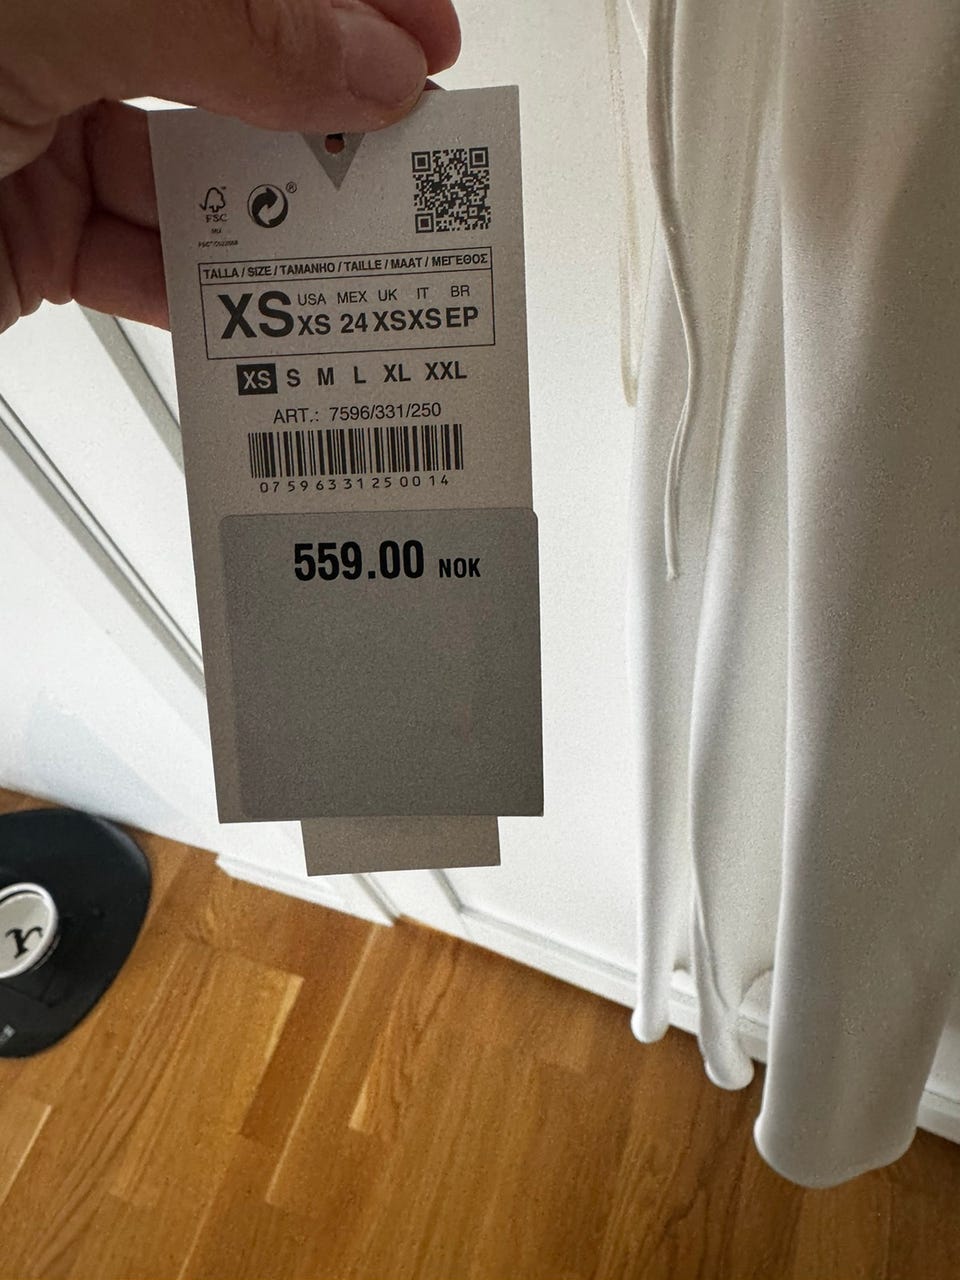 FSC
MIX
TALLA / SIZE / TAMANHO / TAILLE / MAAT / ΜΕΓΕΘΟΣ
XS
USA MEX UK IT BR
XS 24 XS XS EP
XS S M L XL XXL
ART.: 7596/331/250
07596331250014
559.00 NOK